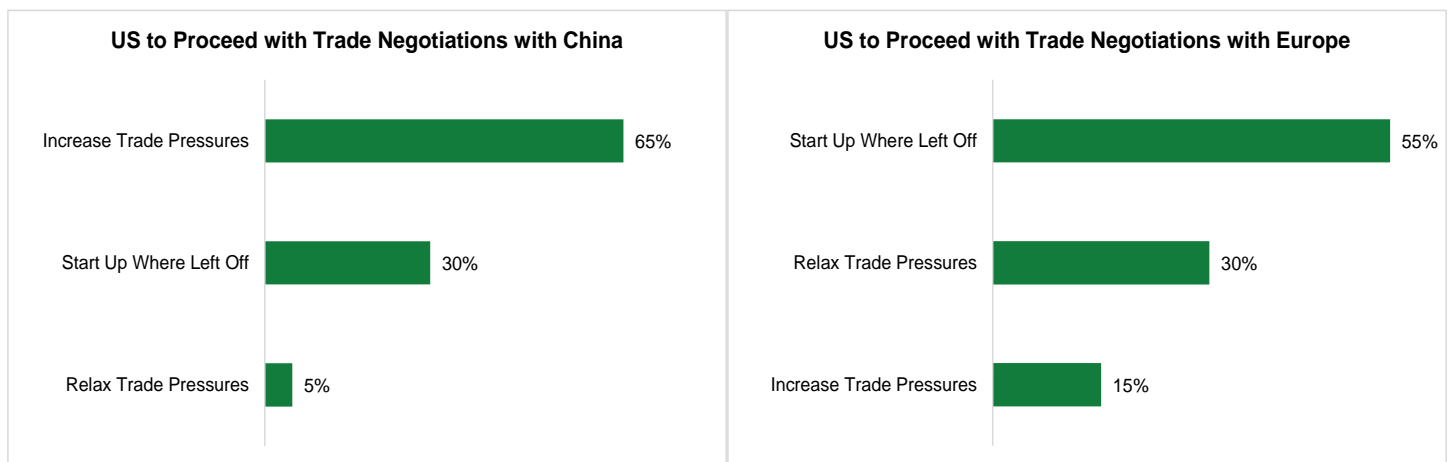 US to Proceed with Trade Negotiations with China
Increase Trade Pressures
65%
Start Up Where Left Off
30%
Relax Trade Pressures
5%
US to Proceed with Trade Negotiations with Europe
Start Up Where Left Off
55%
Relax Trade Pressures
30%
Increase Trade Pressures
15%